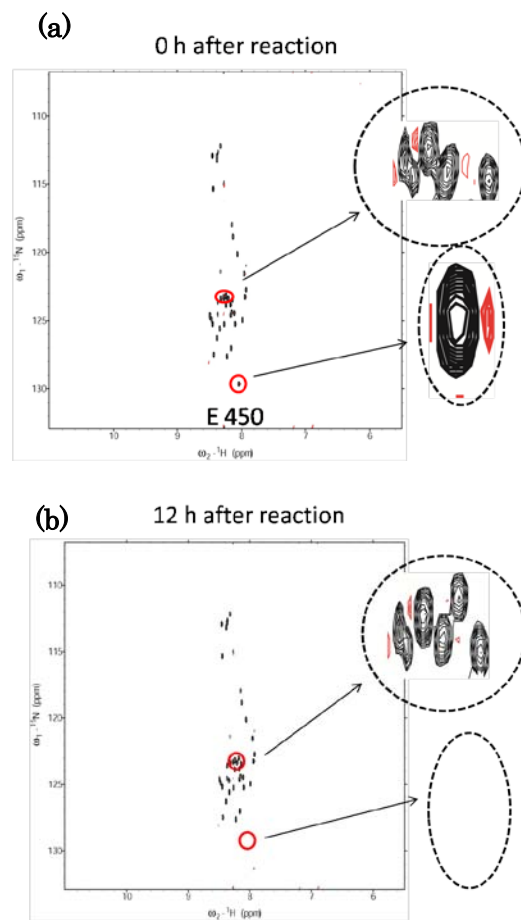 (a)
0 h after reaction
110
115
120
125
130
ω₁ - ¹⁵N (ppm)
E 450
10 9 8 7 6
ω₂ - ¹H (ppm)
(b)
12 h after reaction
110
115
120
125
130
ω₁ - ¹⁵N (ppm)
10 9 8 7 6
ω₂ - ¹H (ppm)